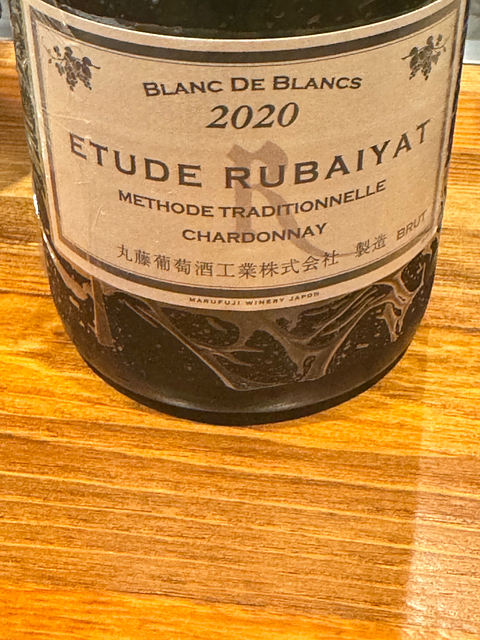 BLANC DE BLANCS
2020
ETUDE RUBAIYAT
METHODE TRADITIONNELLE
CHARDONNAY
丸藤葡萄酒工業株式会社 製造 BRUT
MARUFUJI WINERY JAPON